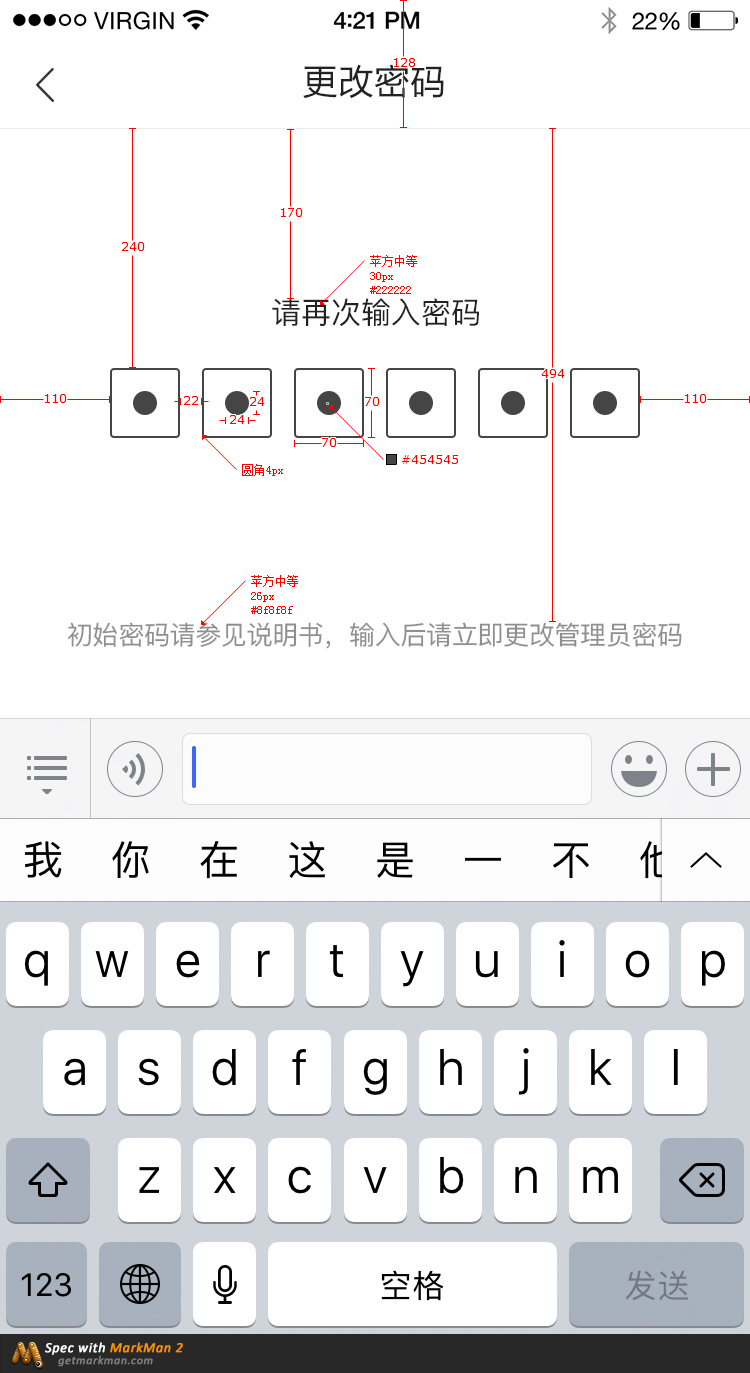 VIRGIN
4:21 PM
22%
128
更改密码
170
240
苹方中等
30px
#222222
请再次输入密码
494
110
22
24
24
70
70
110
#454545
圆角4px
苹方中等
26px
#8f8f8f
初始密码请参见说明书，输入后请立即更改管理员密码
我 你 在 这 是 一 不 他
q w e r t y u i o p
a s d f g h j k l
z x c v b n m
123
空格
发送
Spec with MarkMan 2
getmarkman.com